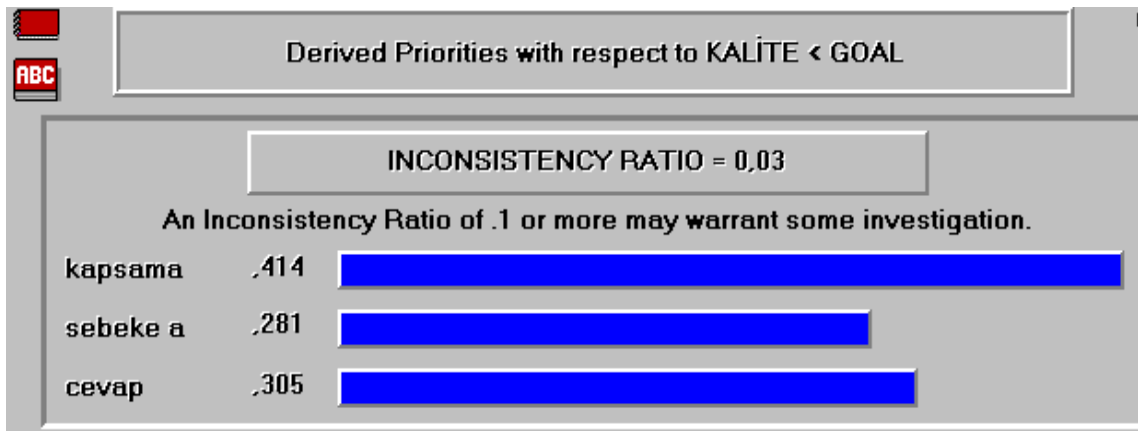 ABC
Derived Priorities with respect to KALİTE < GOAL
INCONSISTENCY RATIO = 0,03
An Inconsistency Ratio of .1 or more may warrant some investigation.
kapsama ,414
sebeke a ,281
cevap ,305